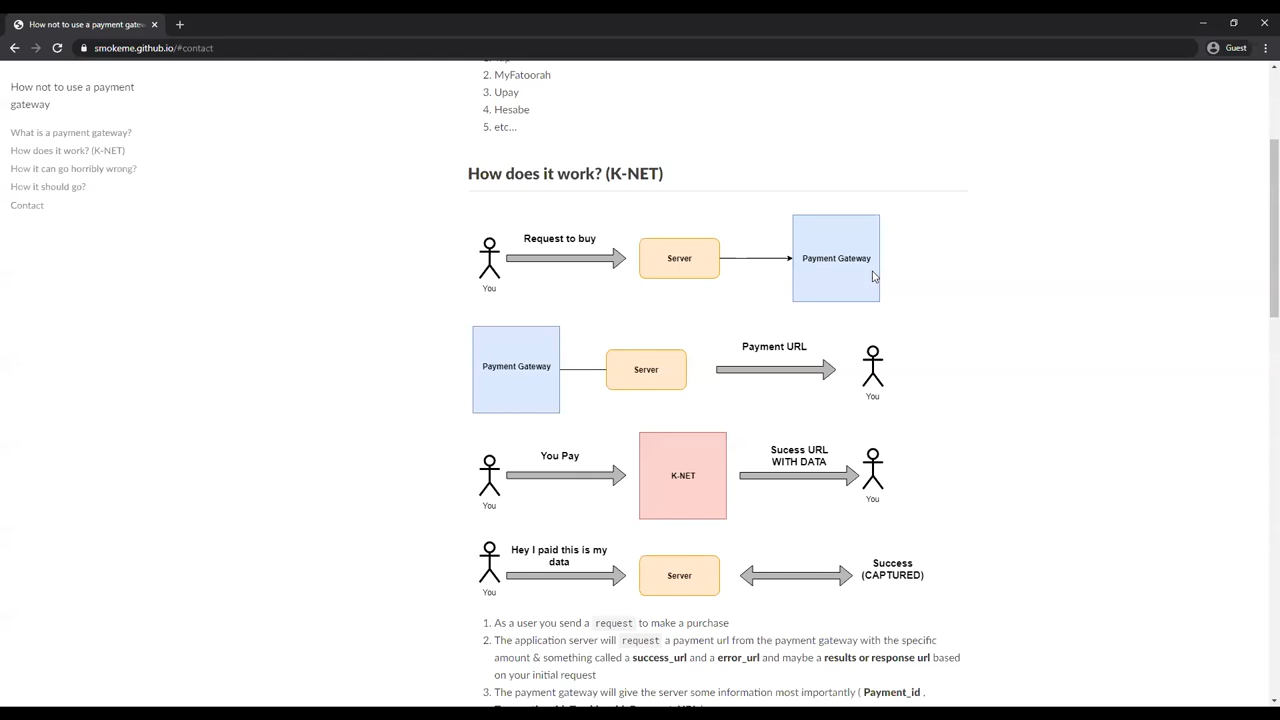 How not to use a payment gatew
smokeme.github.io/#contact
Guest
How not to use a payment
gateway
What is a payment gateway?
How does it work? (K-NET)
How it can go horribly wrong?
How it should go?
Contact
2. MyFatoorah
3. Upay
4. Hesabe
5. etc...
How does it work? (K-NET)
Request to buy
Server
Payment Gateway
You
Payment Gateway
Server
Payment URL
You
You Pay
K-NET
Sucess URL
WITH DATA
You
You
Hey I paid this is my
data
Server
Success
(CAPTURED)
You
1. As a user you send a request to make a purchase
2. The application server will request a payment url from the payment gateway with the specific
amount & something called a success_url and a error_url and maybe a results or response url based
on your initial request
3. The payment gateway will give the server some information most importantly ( Payment_id .